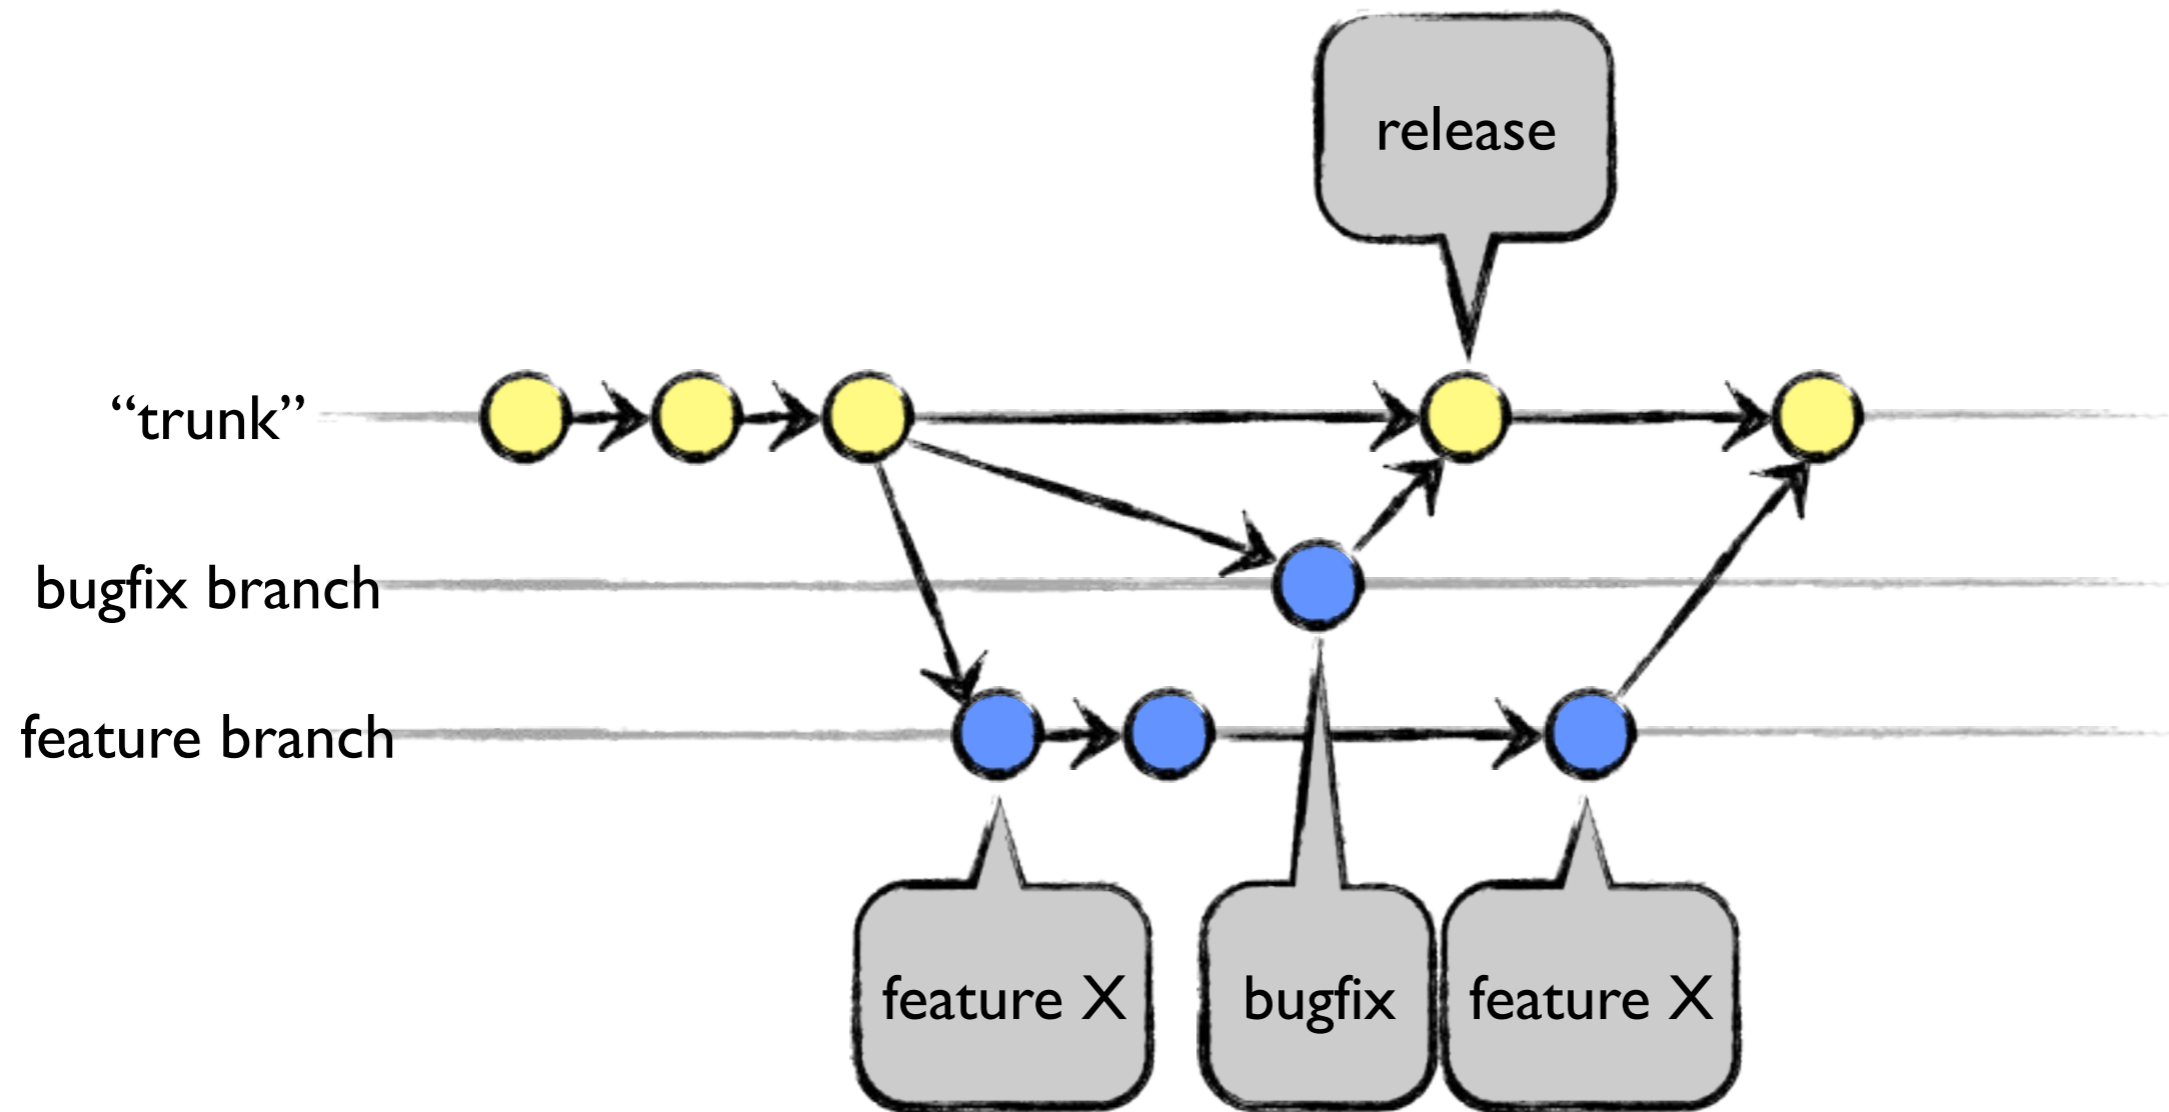 release
“trunk”
bugfix branch
feature branch
feature X
bugfix
feature X